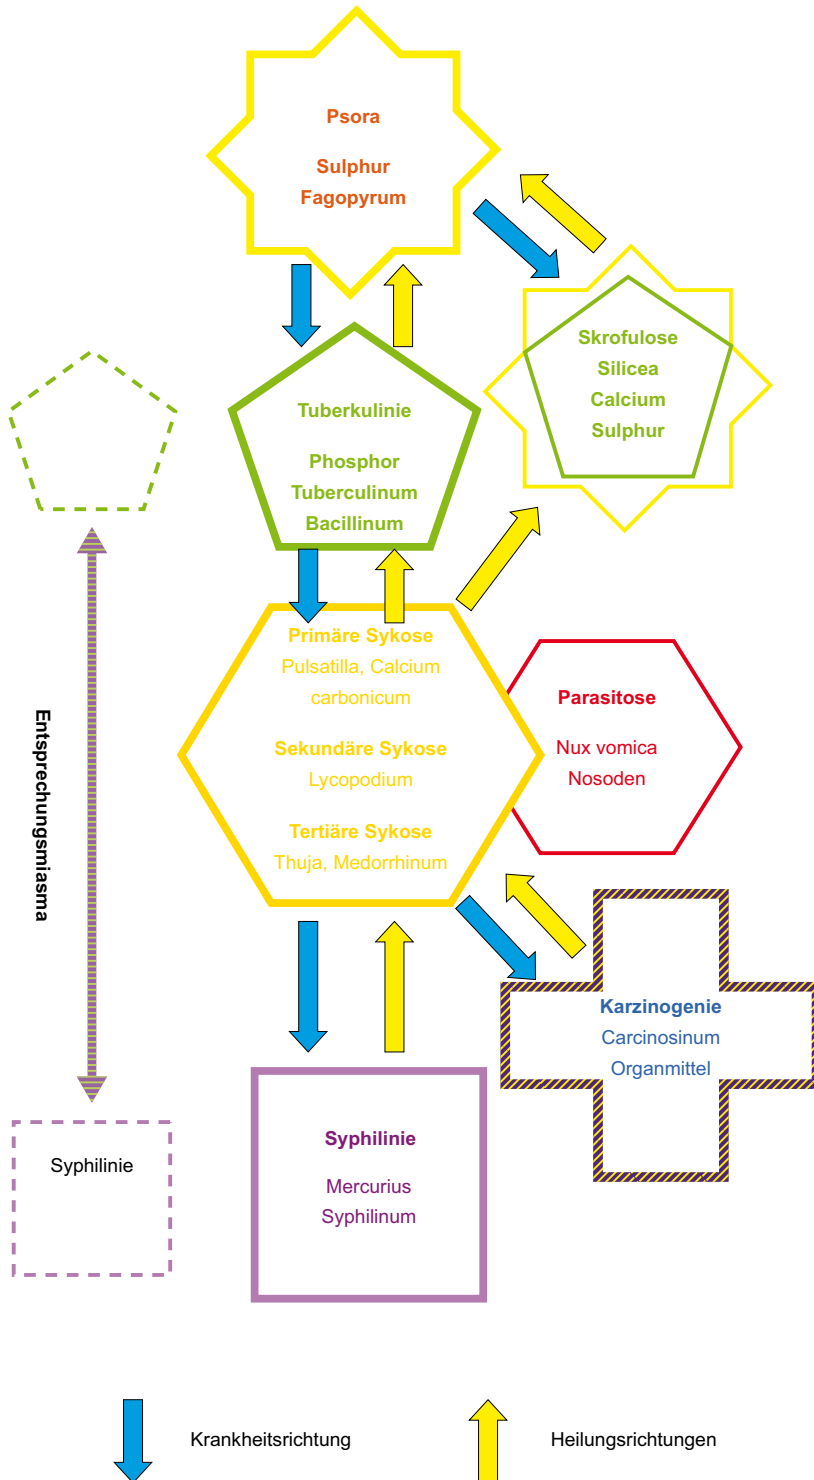 Psora
Sulphur
Fagopyrum
Skrofulose
Silicea
Calcium
Sulphur
Tuberkulinie
Phosphor
Tuberculinum
Bacillinum
Primäre Sykose
Pulsatilla, Calcium
carbonicum
Sekundäre Sykose
Lycopodium
Tertiäre Sykose
Thuja, Medorrhinum
Parasitose
Nux vomica
Nosoden
Entsprechungsmiasma
Karzinogenie
Carcinosinum
Organmittel
Syphilinie
Syphilinie
Mercurius
Syphilinum
Krankheitsrichtung
Heilungsrichtungen